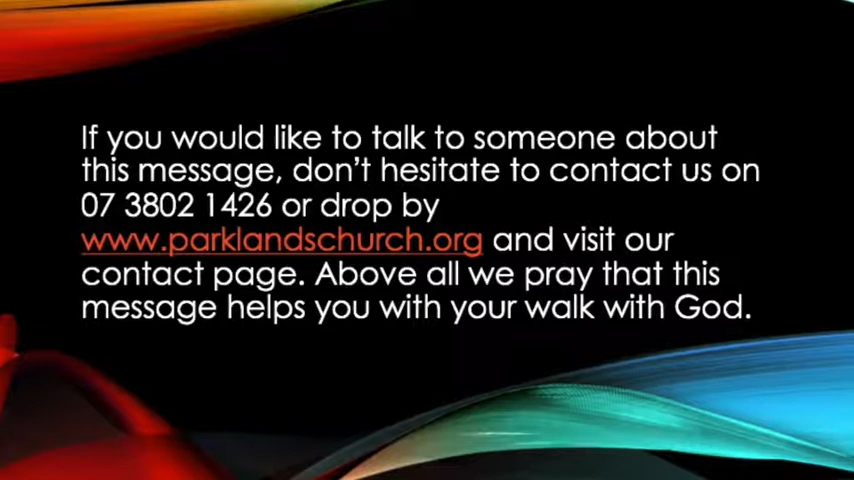 If you would like to talk to someone about
this message, don't hesitate to contact us on
07 3802 1426 or drop by
www.parklandschurch.org and visit our
contact page. Above all we pray that this
message helps you with your walk with God.